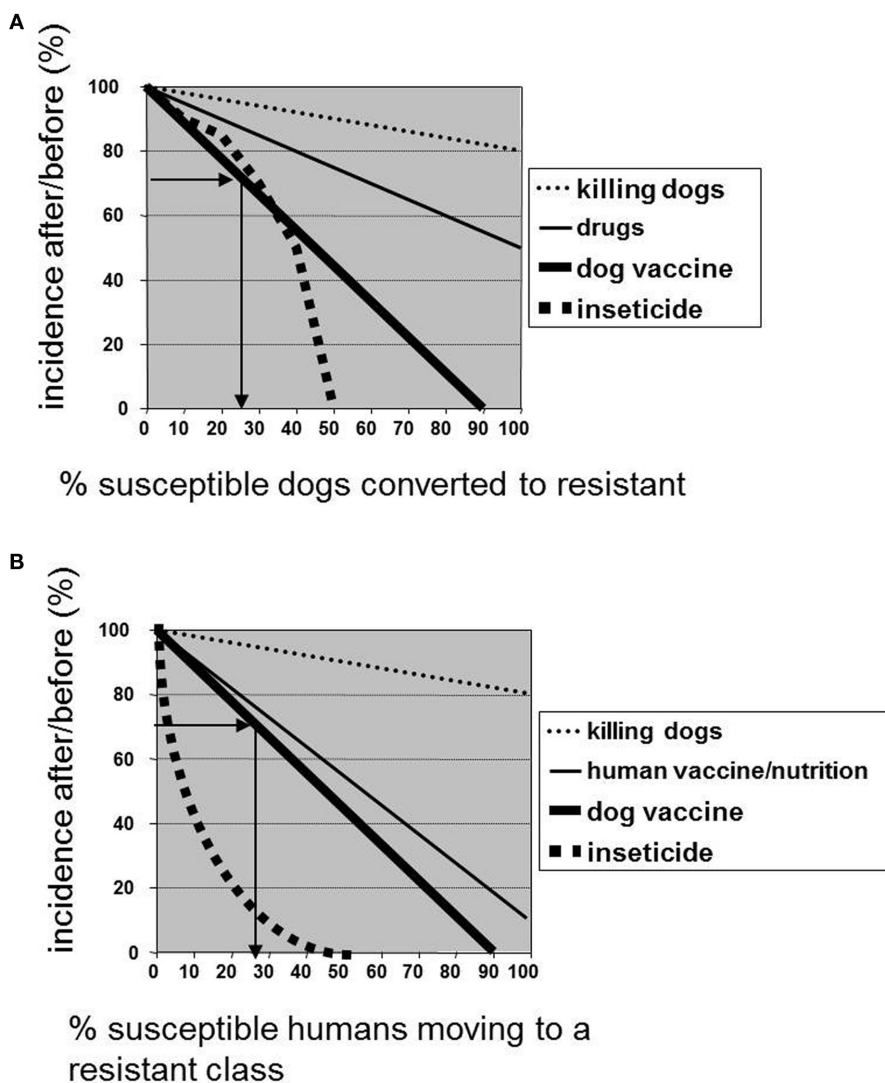 A
incidence after/before (%)
100
80
60
40
20
0
0 10 20 30 40 50 60 70 80 90 100
killing dogs
drugs
dog vaccine
inseticide
% susceptible dogs converted to resistant
B
incidence after/before (%)
100
80
60
40
20
0
0 10 20 30 40 50 60 70 80 90 100
killing dogs
human vaccine/nutrition
dog vaccine
inseticide
% susceptible humans moving to a
resistant class